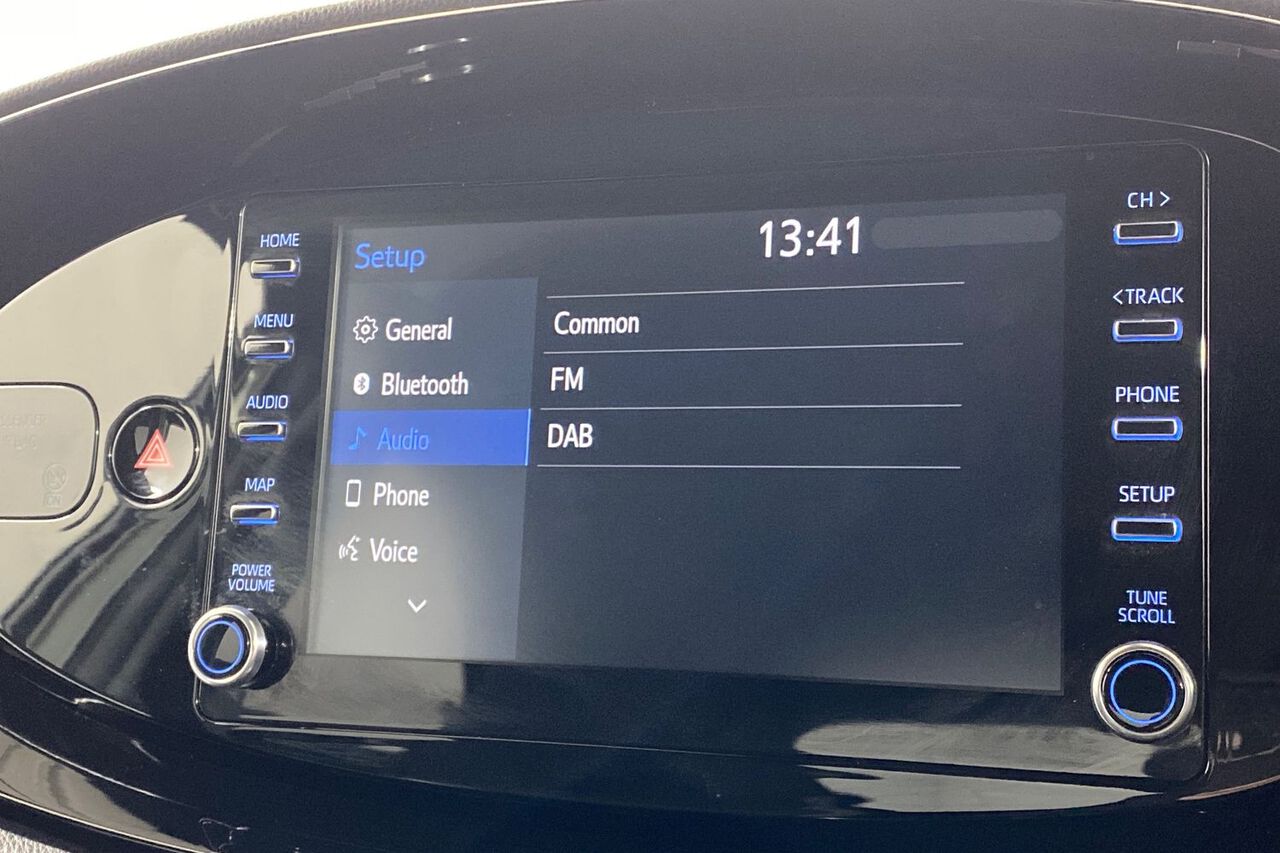 HOME
MENU
AUDIO
MAP
POWER
VOLUME
Setup
13:41
General
Bluetooth
Audio
Phone
Voice
Common
FM
DAB
CH >
< TRACK
PHONE
SETUP
TUNE
SCROLL